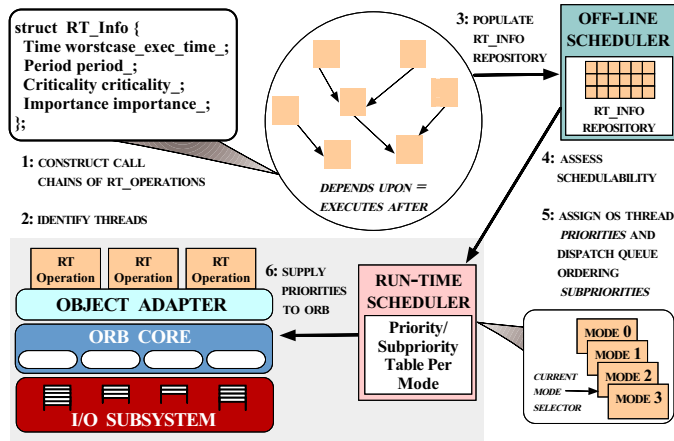 struct RT_Info {
Time worstcase_exec_time_;
Period period_;
Criticality criticality_;
Importance importance_;
};
1: CONSTRUCT CALL
CHAINS OF RT_OPERATIONS
2: IDENTIFY THREADS
DEPENDS UPON =
EXECUTES AFTER
3: POPULATE
RT_INFO
REPOSITORY
OFF-LINE
SCHEDULER
RT_INFO
REPOSITORY
4: ASSESS
SCHEDULABILITY
5: ASSIGN OS THREAD
PRIORITIES AND
DISPATCH QUEUE
ORDERING
SUBPRIORITIES
RT
Operation
RT
Operation
RT
Operation
OBJECT ADAPTER
ORB CORE
I/O SUBSYSTEM
6: SUPPLY
PRIORITIES
TO ORB
RUN-TIME
SCHEDULER
Priority/
Subpriority
Table Per
Mode
CURRENT
MODE
SELECTOR
MODE 0
MODE 1
MODE 2
MODE 3